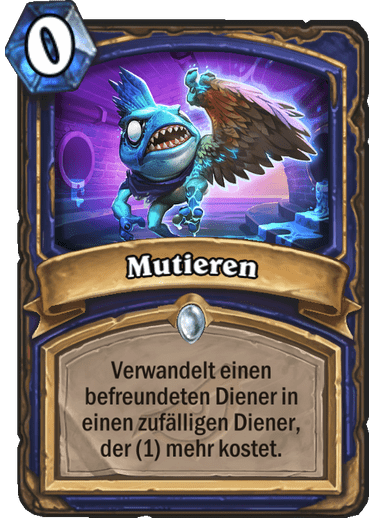 0
Mutieren
Verwandelt einen
befreundeten Diener in
einen zufälligen Diener,
der (1) mehr kostet.